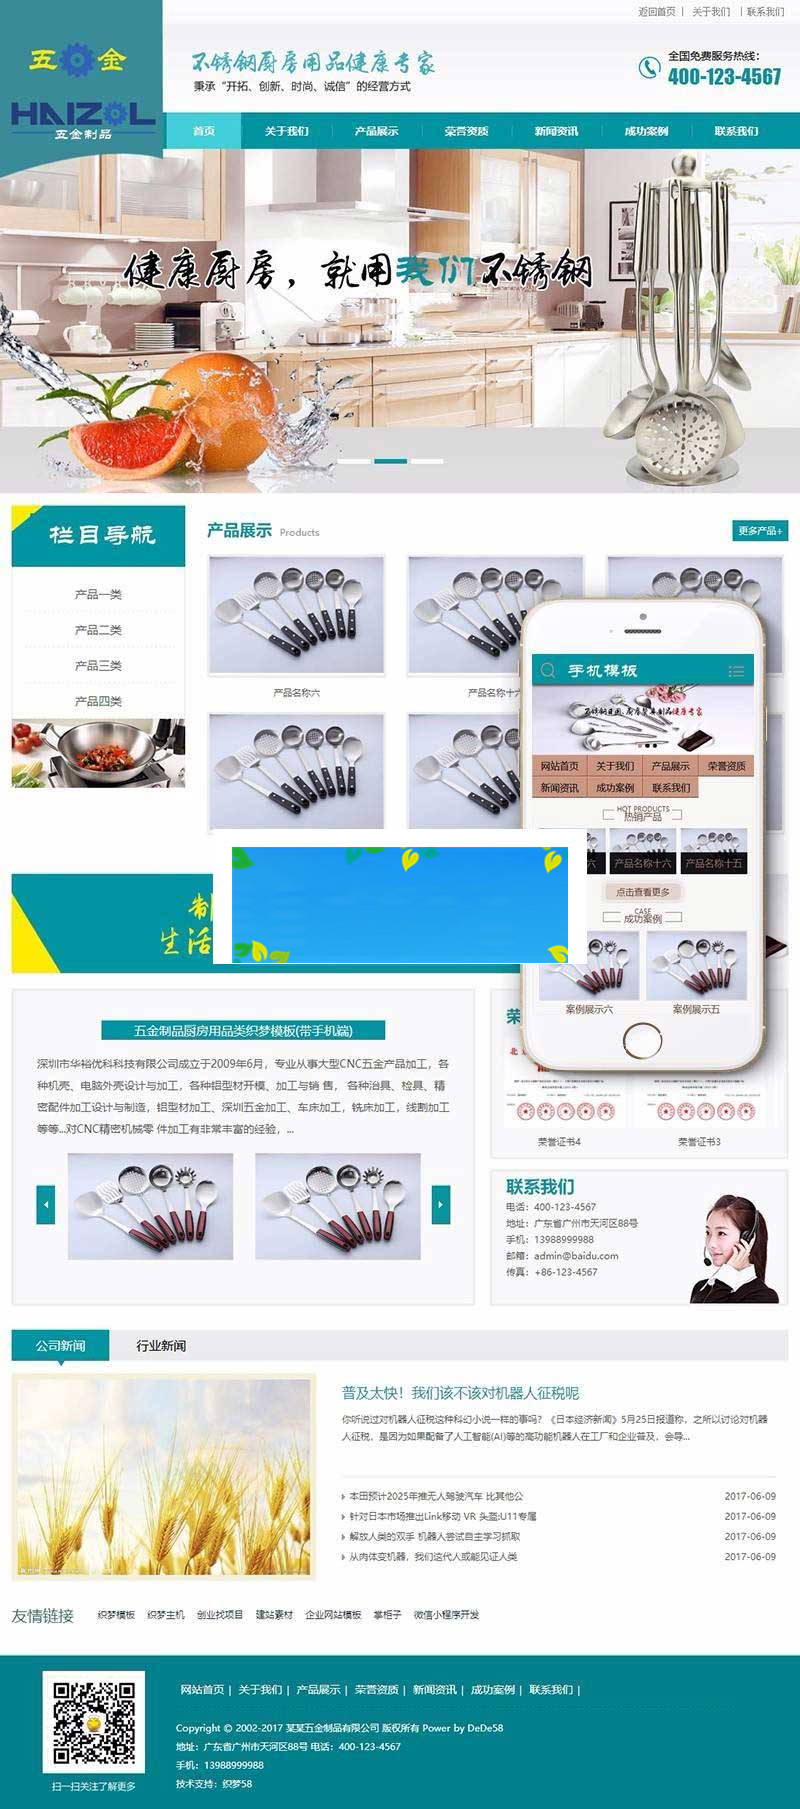 返回首页 | 关于我们 | 联系我们
五金
HAIZOL
五金制品
不锈钢厨房用品健康专家
秉承“开拓、创新、时尚、诚信”的经营方式
全国免费服务热线：
400-123-4567
首页 关于我们 产品展示 荣誉资质 新闻资讯 成功案例 联系我们
健康厨房，就用我们不锈钢
栏目导航
产品一类
产品二类
产品三类
产品四类
产品展示 Products
更多产品+
产品名称六
产品名称十六
手机模板
网站首页 关于我们 产品展示 荣誉资质
新闻资讯 成功案例 联系我们
HOT PRODUCTS
热销产品
六 产品名称十六 产品名称十五
点击查看更多
CASE
成功案例
案例展示六 案例展示五
制
生活
五金制品厨房用品类织梦模板(带手机端)
深圳市华裕优科科技有限公司成立于2009年6月，专业从事大型CNC五金产品加工，各
种机壳、电脑外壳设计与加工，各种铝型材开模、加工与销 售， 各种治具、检具、精
密配件加工设计与制造，铝型材加工、深圳五金加工、车床加工，铣床加工，线割加工
等等...对CNC精密机械零 件加工有非常丰富的经验，...
荣
荣誉证书4 荣誉证书3
联系我们
电话：400-123-4567
地址：广东省广州市天河区88号
手机：13988999988
邮箱：admin@baidu.com
传真：+86-123-4567
公司新闻 行业新闻
普及太快！我们该不该对机器人征税呢
你听说过对机器人征税这种科幻小说一样的事吗？《日本经济新闻》5月25日报道称，之所以讨论对机器
人征税，是因为如果配备了人工智能(AI)等的高功能机器人在工厂和企业普及，会导...
本田预计2025年推无人驾驶汽车 比其他公 2017-06-09
针对日本市场推出Link移动 VR 头盔:U11专属 2017-06-09
解放人类的双手 机器人尝试自主学习抓取 2017-06-09
从肉体变机器，我们这代人或能见证人类 2017-06-09
友情链接 织梦模板 织梦主机 创业找项目 建站素材 企业网站模板 掌柜子 微信小程序开发
网站首页 | 关于我们 | 产品展示 | 荣誉资质 | 新闻资讯 | 成功案例 | 联系我们 |
Copyright © 2002-2017 某某五金制品有限公司 版权所有 Power by DeDe58
地址：广东省广州市天河区88号 电话：400-123-4567
手机：13988999988
技术支持：织梦58
扫一扫关注了解更多